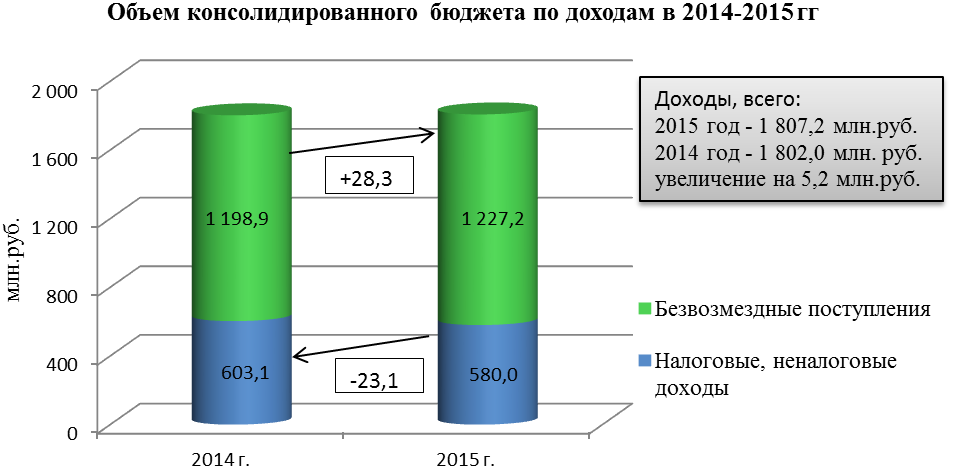 Объем консолидированного бюджета по доходам в 2014-2015 гг
млн.руб.
2 000
1 600
1 200
800
400
0
1 198,9
603,1
+28,3
-23,1
1 227,2
580,0
2014 г.
2015 г.
Доходы, всего:
2015 год - 1 807,2 млн.руб.
2014 год - 1 802,0 млн. руб.
увеличение на 5,2 млн.руб.
Безвозмездные поступления
Налоговые, неналоговые
доходы